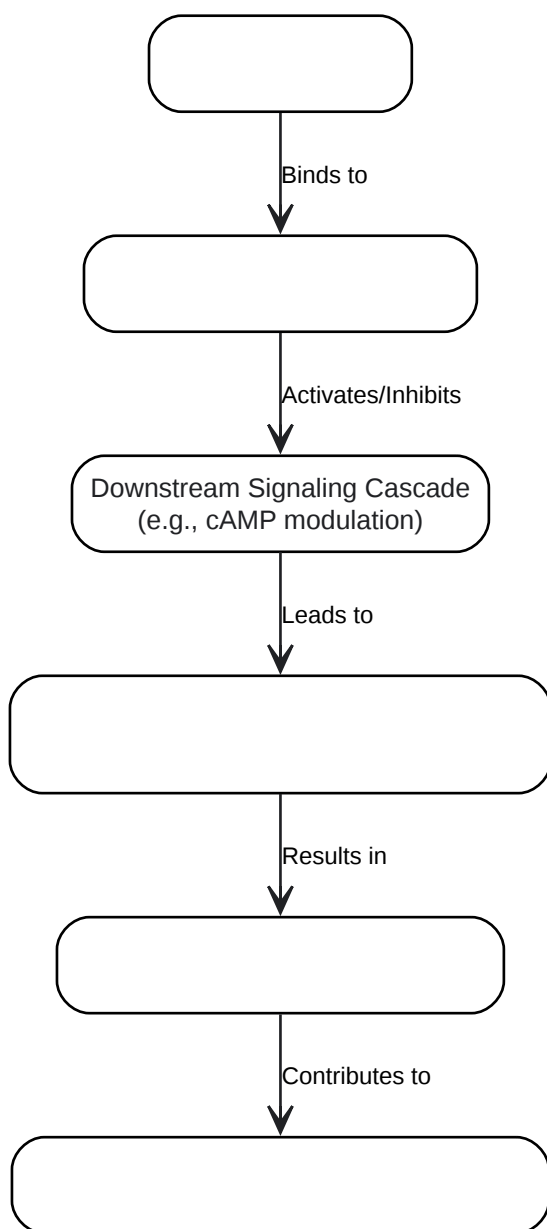 Binds to
Activates/Inhibits
Downstream Signaling Cascade
(e.g., cAMP modulation)
Leads to
Results in
Contributes to